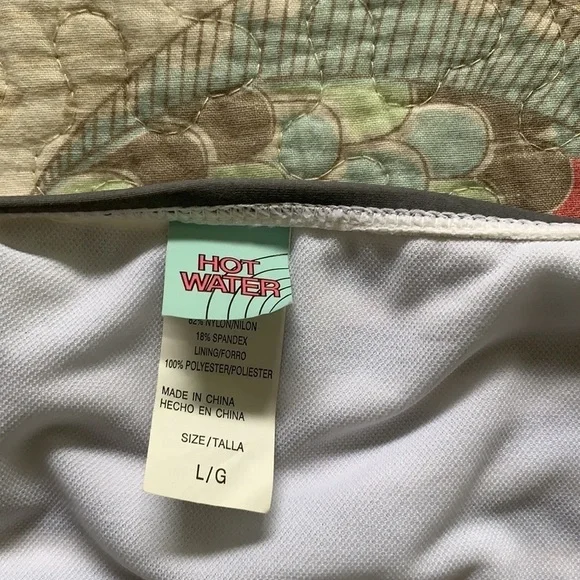 HOT
WATER
82% NYLON/NILON
18% SPANDEX
LINING/FORRO
100% POLYESTER/POLIESTER
MADE IN CHINA
HECHO EN CHINA
SIZE/TALLA
L/G